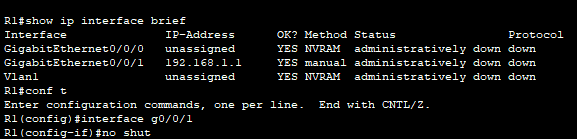 R1#show ip interface brief
Interface              IP-Address      OK? Method Status                Protocol
GigabitEthernet0/0/0   unassigned      YES NVRAM  administratively down down
GigabitEthernet0/0/1   192.168.1.1     YES manual administratively down down
Vlan1                  unassigned      YES NVRAM  administratively down down
R1#conf t
Enter configuration commands, one per line.  End with CNTL/Z.
R1(config)#interface g0/0/1
R1(config-if)#no shut